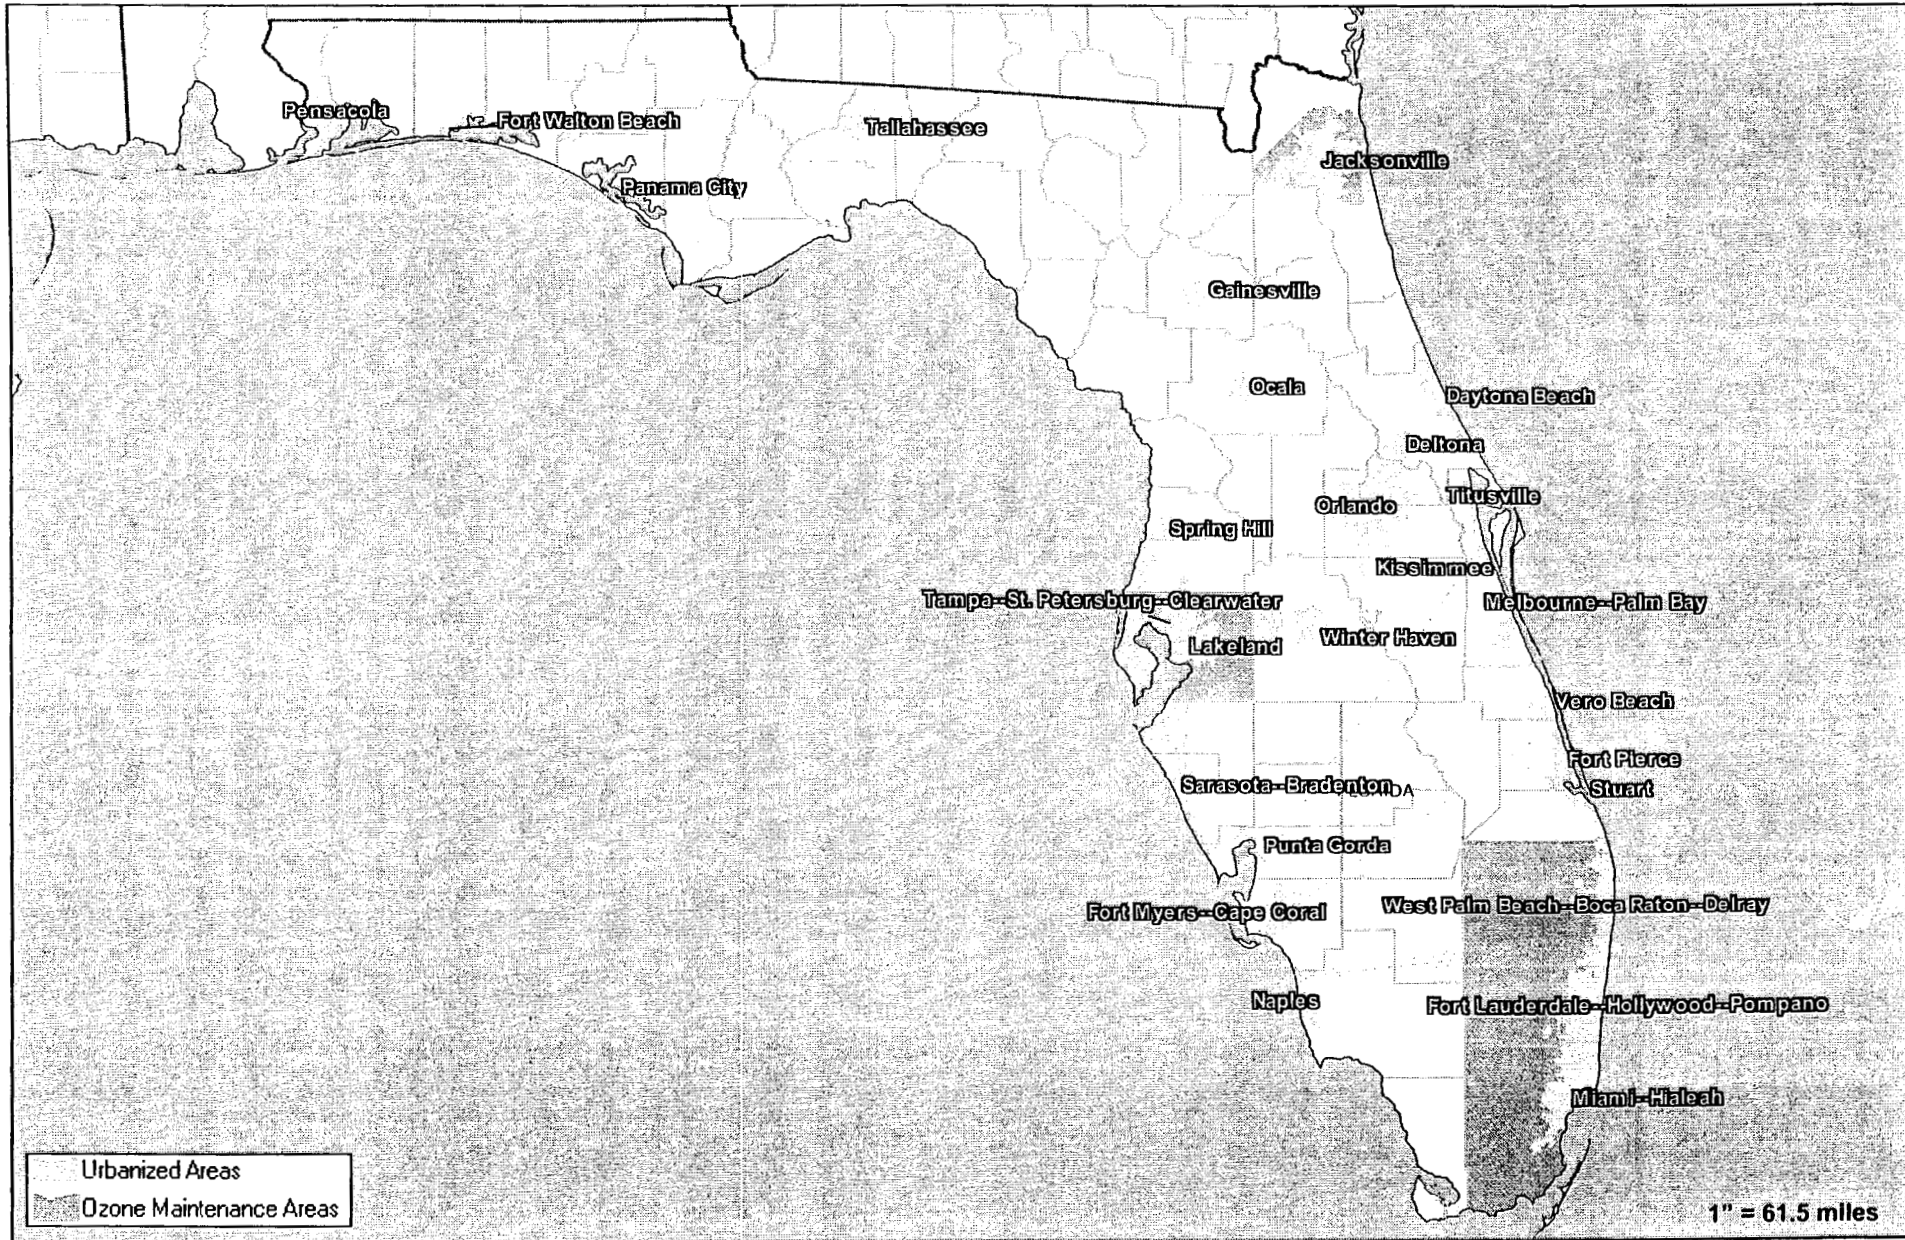 Pensacola
Fort Walton Beach
Tallahassee
Jacksonville
Panama City
Gainesville
Ocala
Daytona Beach
Deltona
Titusville
Orlando
Spring Hill
Kissimmee
Tampa--St. Petersburg--Clearwater
Melbourne--Palm Bay
Winter Haven
Lakeland
Vero Beach
Fort Pierce
Sarasota--Bradenton
Stuart
Punta Gorda
West Palm Beach--Boca Raton--Delray
Fort Myers--Cape Coral
Naples
Fort Lauderdale--Hollywood--Pompano
Miami--Hialeah
Urbanized Areas
Ozone Maintenance Areas
1" = 61.5 miles